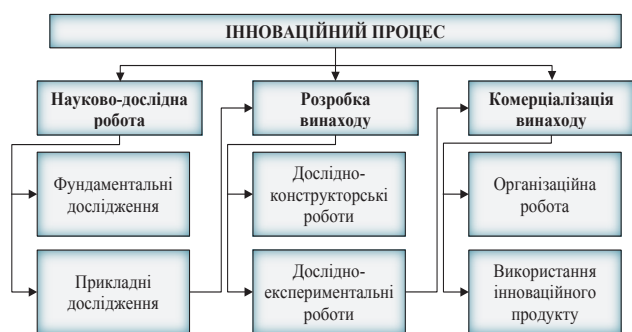 ІННОВАЦІЙНИЙ ПРОЦЕС
Науково-дослідна
робота
Розробка
винаходу
Комерціалізація
винаходу
Фундаментальні
дослідження
Дослідно-
конструкторські
роботи
Організаційна
робота
Прикладні
дослідження
Дослідно-
експериментальні
роботи
Використання
інноваційного
продукту